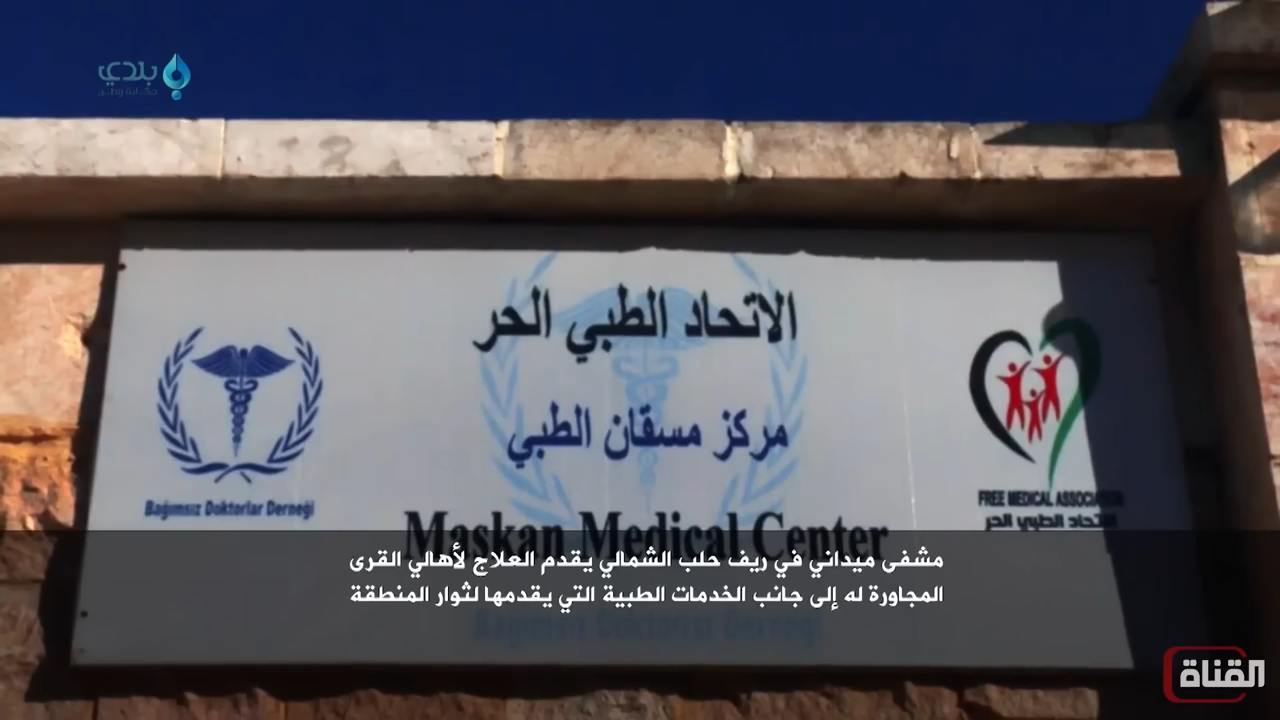 بلدي
حكاية وطن
الاتحاد الطبي الحر
مركز مسقان الطبي
Maskan Medical Center
Bağımsız Doktorlar Derneği
FREE MEDICAL ASSOCIATION
الاتحاد الطبي الحر
مشفى ميداني في ريف حلب الشمالي يقدم العلاج لأهالي القرى
المجاورة له إلى جانب الخدمات الطبية التي يقدمها لثوار المنطقة
Bağımsız Doktorlar Derneği
القناة